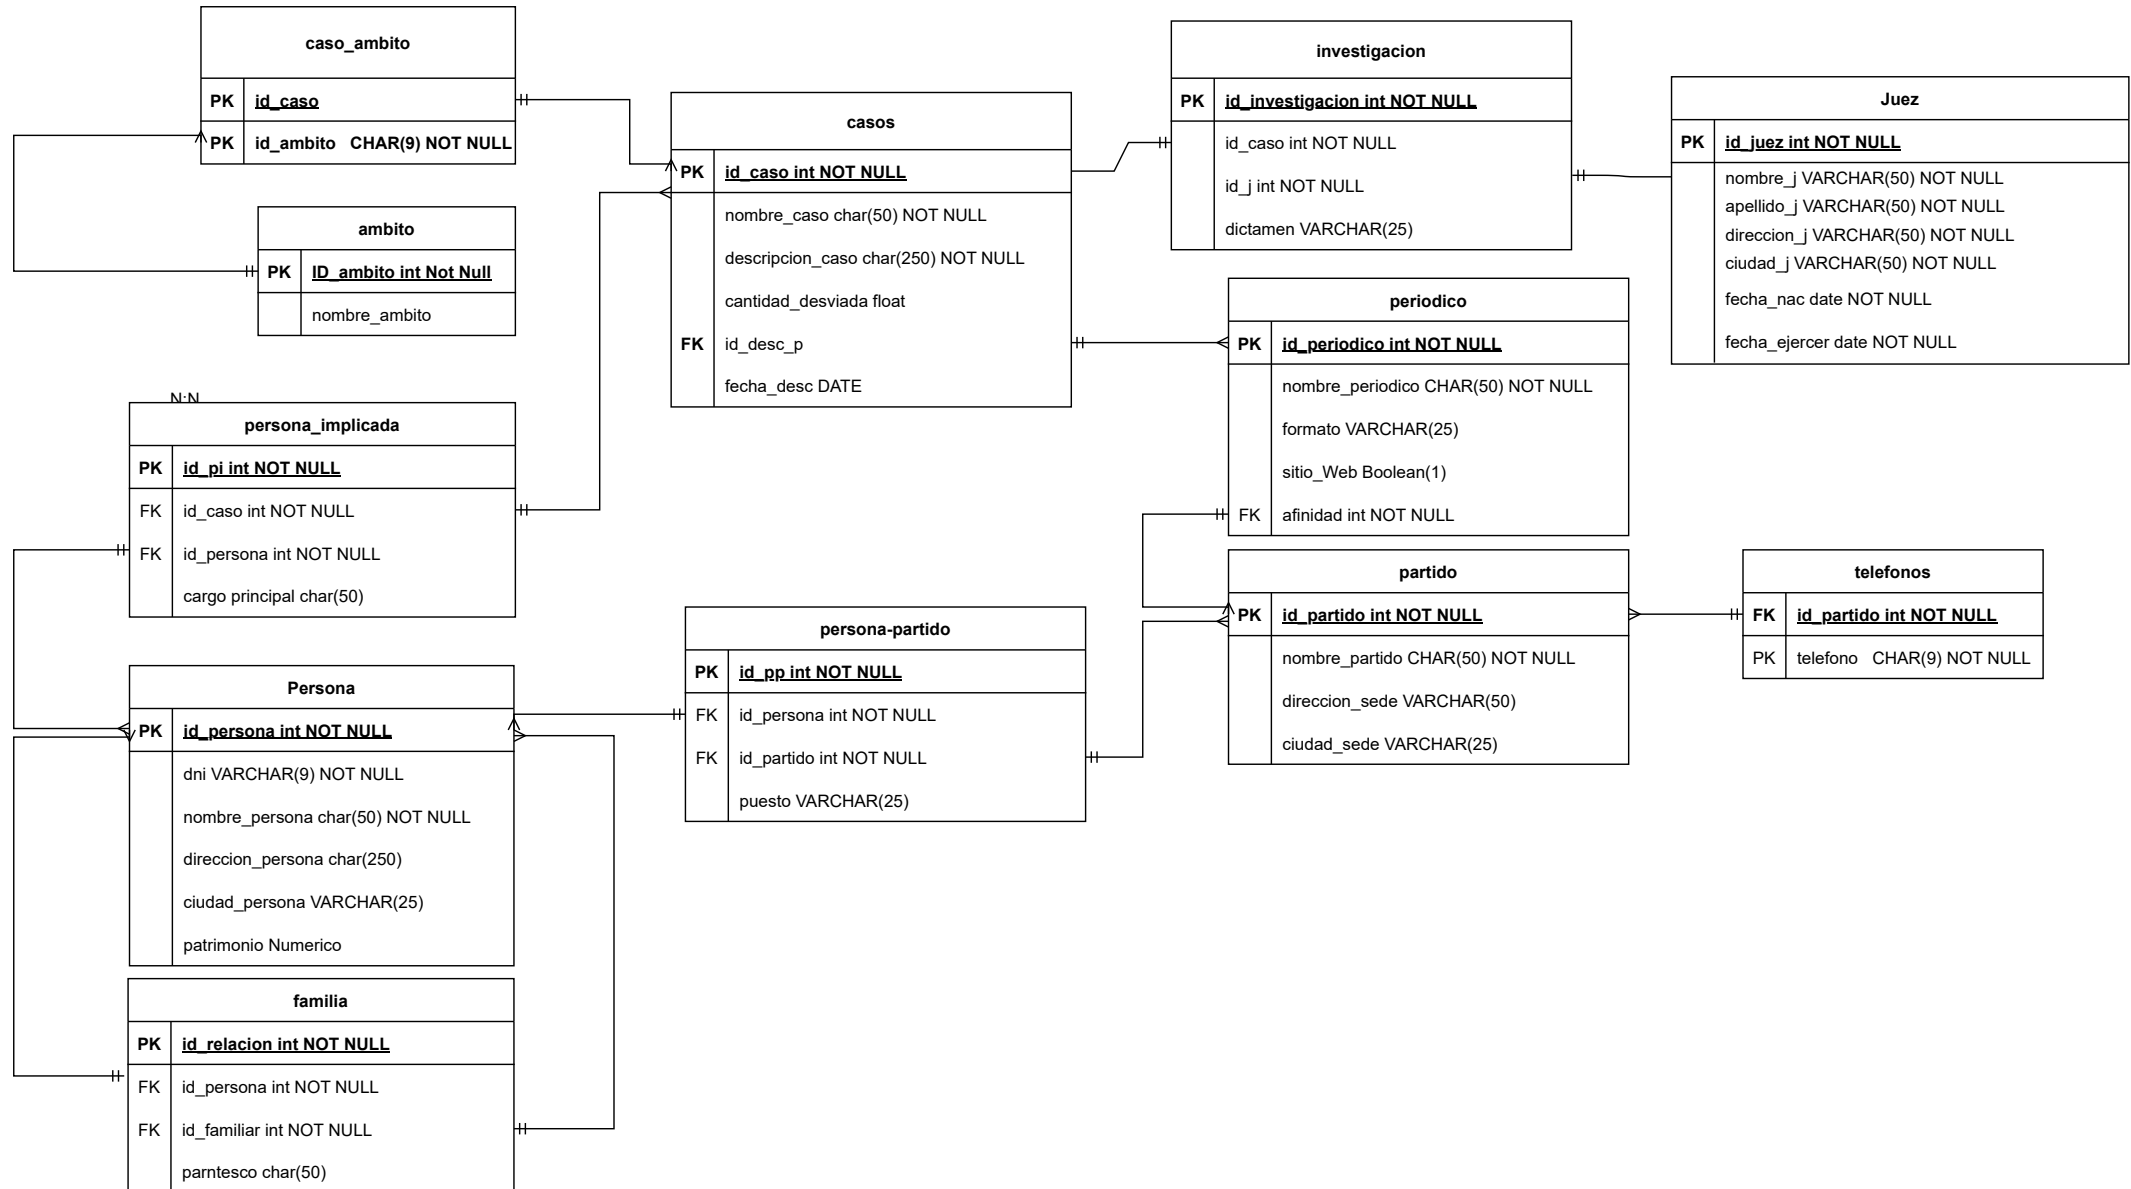 caso_ambito
PK id_caso
PK id_ambito CHAR(9) NOT NULL
ambito
PK ID_ambito int Not Null
nombre_ambito
casos
PK id_caso int NOT NULL
nombre_caso char(50) NOT NULL
descripcion_caso char(250) NOT NULL
cantidad_desviada float
FK id_desc_p
fecha_desc DATE
investigacion
PK id_investigacion int NOT NULL
id_caso int NOT NULL
id_j int NOT NULL
dictamen VARCHAR(25)
Juez
PK id_juez int NOT NULL
nombre_j VARCHAR(50) NOT NULL
apellido_j VARCHAR(50) NOT NULL
direccion_j VARCHAR(50) NOT NULL
ciudad_j VARCHAR(50) NOT NULL
fecha_nac date NOT NULL
fecha_ejercer date NOT NULL
periodico
PK id_periodico int NOT NULL
nombre_periodico CHAR(50) NOT NULL
formato VARCHAR(25)
sitio_Web Boolean(1)
FK afinidad int NOT NULL
N:N
persona_implicada
PK id_pi int NOT NULL
FK id_caso int NOT NULL
FK id_persona int NOT NULL
cargo principal char(50)
persona-partido
PK id_pp int NOT NULL
FK id_persona int NOT NULL
FK id_partido int NOT NULL
puesto VARCHAR(25)
partido
PK id_partido int NOT NULL
nombre_partido CHAR(50) NOT NULL
direccion_sede VARCHAR(50)
ciudad_sede VARCHAR(25)
telefonos
FK id_partido int NOT NULL
PK telefono CHAR(9) NOT NULL
Persona
PK id_persona int NOT NULL
dni VARCHAR(9) NOT NULL
nombre_persona char(50) NOT NULL
direccion_persona char(250)
ciudad_persona VARCHAR(25)
patrimonio Numerico
familia
PK id_relacion int NOT NULL
FK id_persona int NOT NULL
FK id_familiar int NOT NULL
parntesco char(50)